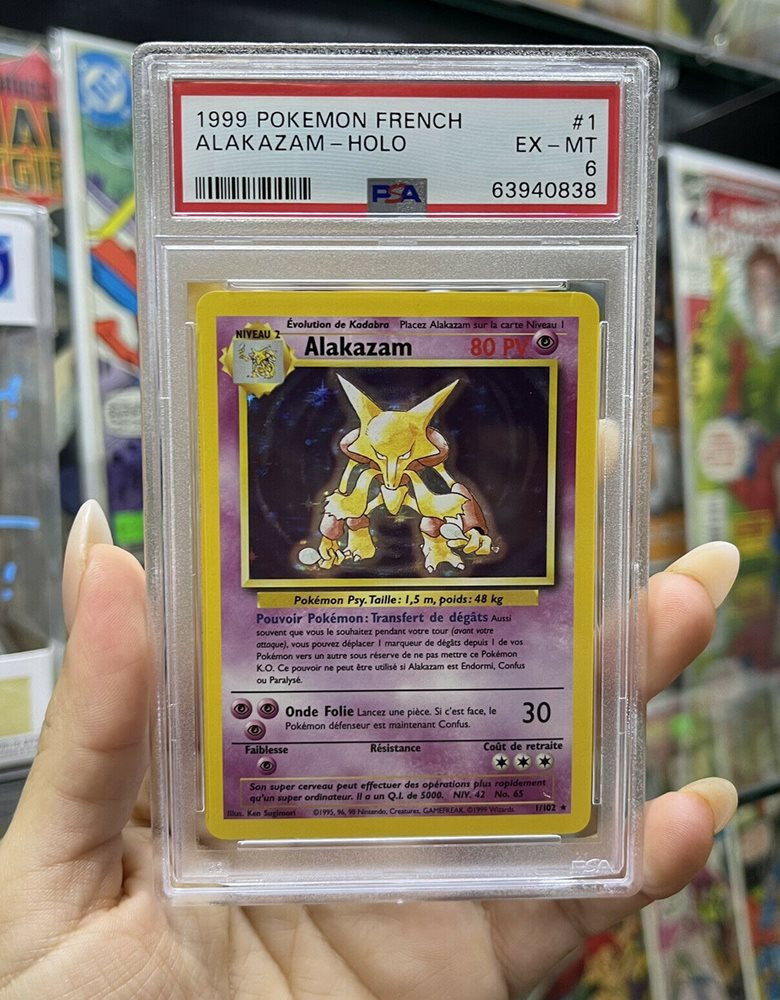 1999 POKEMON FRENCH #1
ALAKAZAM - HOLO EX - MT
6
PSA 63940838
Évolution de Kadabra Placez Alakazam sur la carte Niveau 1
NIVEAU 2
Alakazam 80 PV
Pokémon Psy. Taille: 1,5 m, poids: 48 kg
Pouvoir Pokémon: Transfert de dégâts Aussi
souvent que vous le souhaitez pendant votre tour (avant votre
attaque), vous pouvez déplacer 1 marqueur de dégâts depuis 1 de vos
Pokémon vers un autre sous réserve de ne pas mettre ce Pokémon
K.O. Ce pouvoir ne peut être utilisé si Alakazam est Endormi, Confus
ou Paralysé.
Onde Folie Lancez une pièce. Si c'est face, le
Pokémon défenseur est maintenant Confus.
30
Faiblesse Résistance Coût de retraite
Son super cerveau peut effectuer des opérations plus rapidement
qu'un super ordinateur. Il a un Q.I. de 5000. NIV. 42 No. 65
Illus. Ken Sugimori ©1995, 96, 98 Nintendo, Creatures, GAMEFREAK. ©1999 Wizards. 1/102 ★
PSA